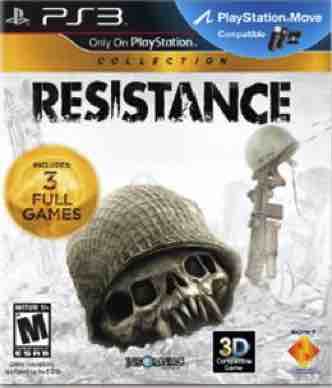 PS3
PlayStation®Move
Compatible
Only On PlayStation®
COLLECTION
RESISTANCE
INCLUDES
3
FULL
GAMES
MATURE 17+
M
ESRB
INSOMNIAC
3D
Compatible
Game
SONY